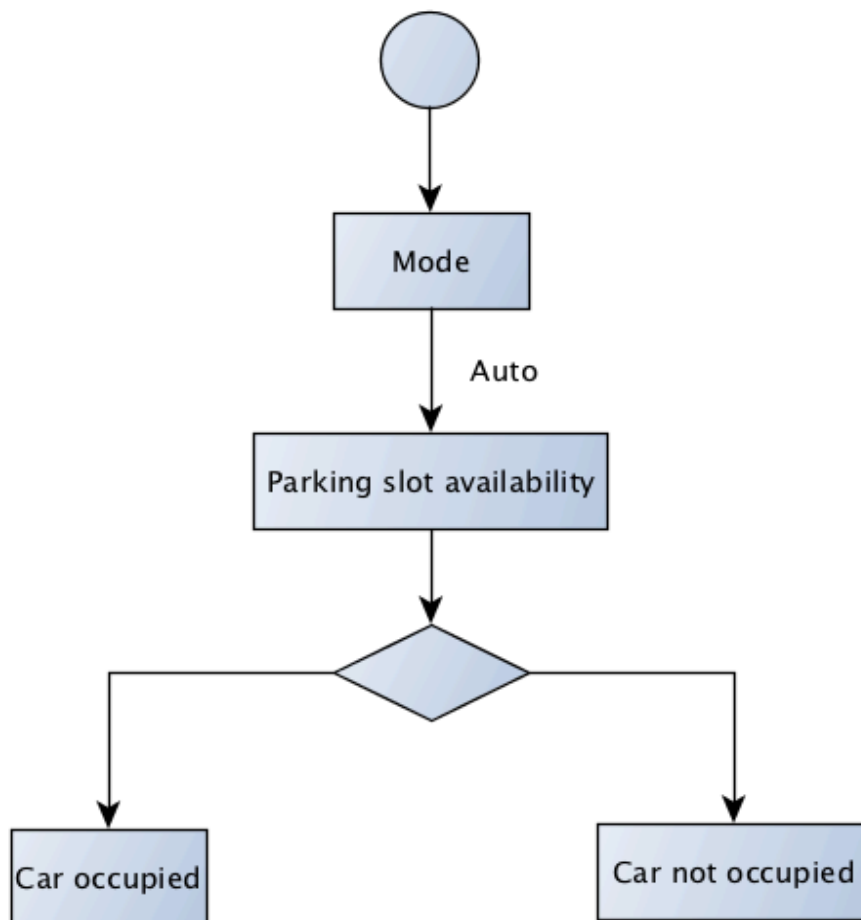 Mode
Auto
Parking slot availability
Car occupied
Car not occupied